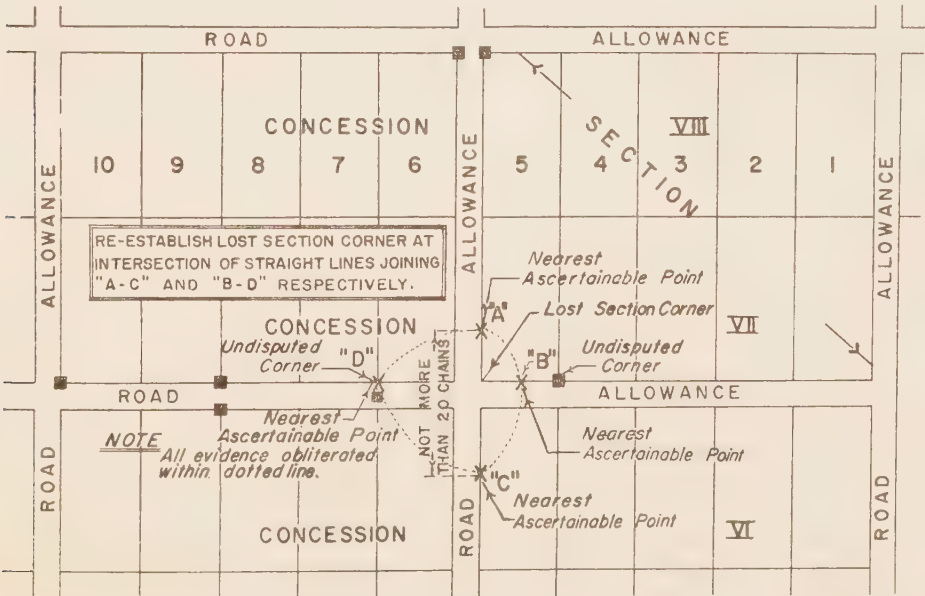 ROAD
ALLOWANCE
CONCESSION
VIII
SECTION
10 9 8 7 6 5 4 3 2 1
ALLOWANCE
ALLOWANCE
ALLOWANCE
RE-ESTABLISH LOST SECTION CORNER AT
INTERSECTION OF STRAIGHT LINES JOINING
"A-C" AND "B-D" RESPECTIVELY.
Nearest
Ascertainable Point
"A"
Lost Section Corner
CONCESSION
VII
Undisputed
Corner
"D"
"B"
Undisputed
Corner
NOT MORE
THAN 20 CHAINS
ROAD
ALLOWANCE
Nearest
Ascertainable Point
NOTE
All evidence obliterated
within dotted line.
Nearest
Ascertainable Point
"C"
Nearest
Ascertainable Point
ROAD
ROAD
ROAD
CONCESSION
VI